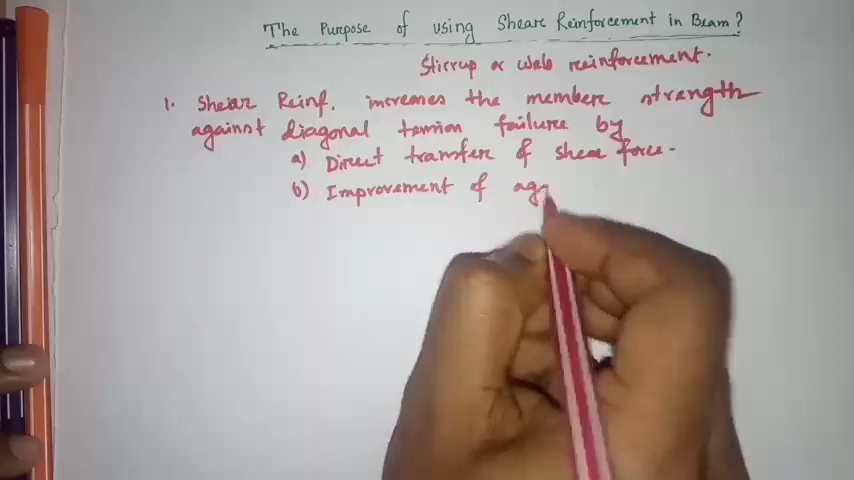 The Purpose of using Shear Reinforcement in Beam?
Stirrup or Web reinforcement.
1. Shear Reinf. increases the member strength
against diagonal tension failure by
a) Direct transfer of shear force.
b) Improvement of agg